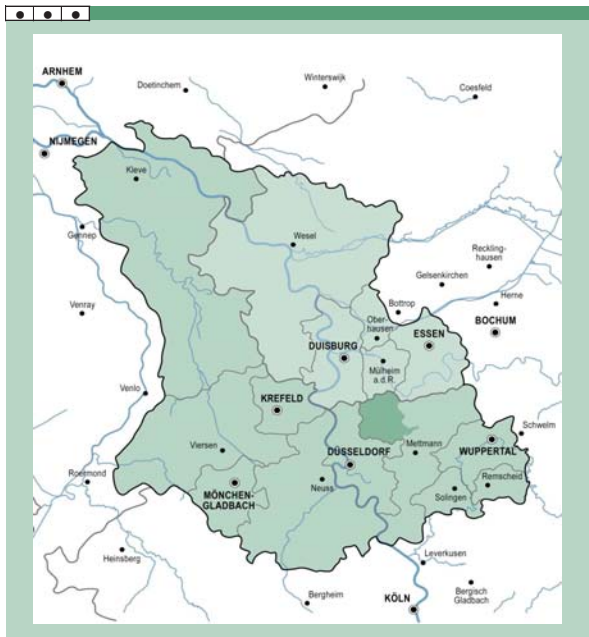 ARNHEM
Doetinchem
Winterswijk
Coesfeld
NIJMEGEN
Kleve
Gennep
Wesel
Reckling-
hausen
Gelsenkirchen
Venray
Bottrop
Herne
Ober-
hausen
BOCHUM
ESSEN
DUISBURG
Mülheim
a.d.R.
Venlo
KREFELD
Schwelm
Viersen
Mettmann
DÜSSELDORF
WUPPERTAL
Roermond
Neuss
Remscheid
MÖNCHEN-
GLADBACH
Solingen
Heinsberg
Leverkusen
Bergheim
KÖLN
Bergisch
Gladbach